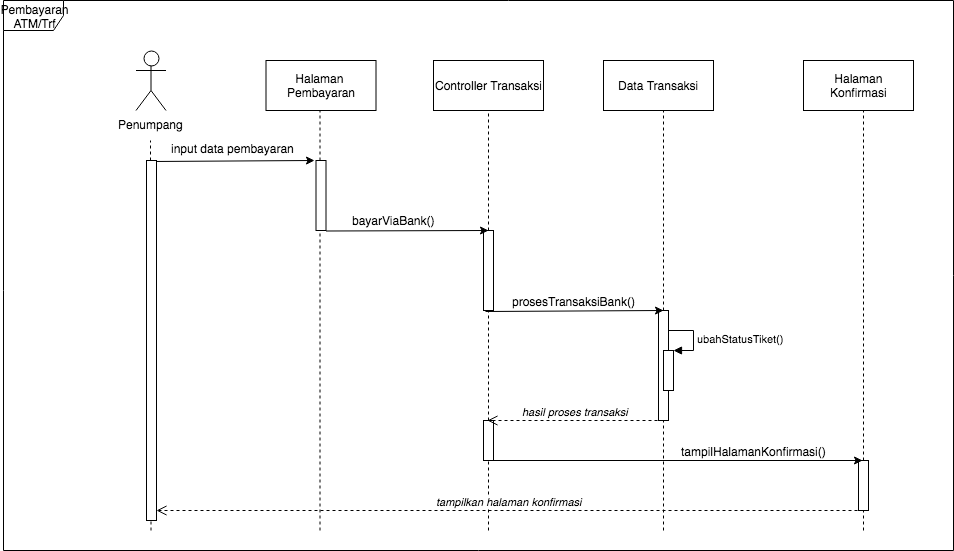 Pembayaran
ATM/Trf
Penumpang
Halaman
Pembayaran
Controller Transaksi
Data Transaksi
Halaman
Konfirmasi
input data pembayaran
bayarViaBank()
prosesTransaksiBank()
ubahStatusTiket()
hasil proses transaksi
tampilHalamanKonfirmasi()
tampilkan halaman konfirmasi